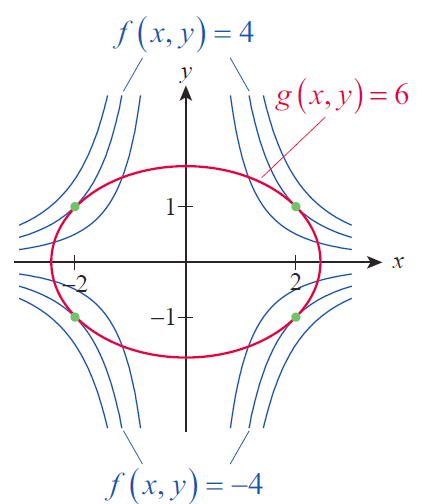 f(x, y) = 4
y
g(x, y) = 6
1
x
–2
2
–1
f(x, y) = –4